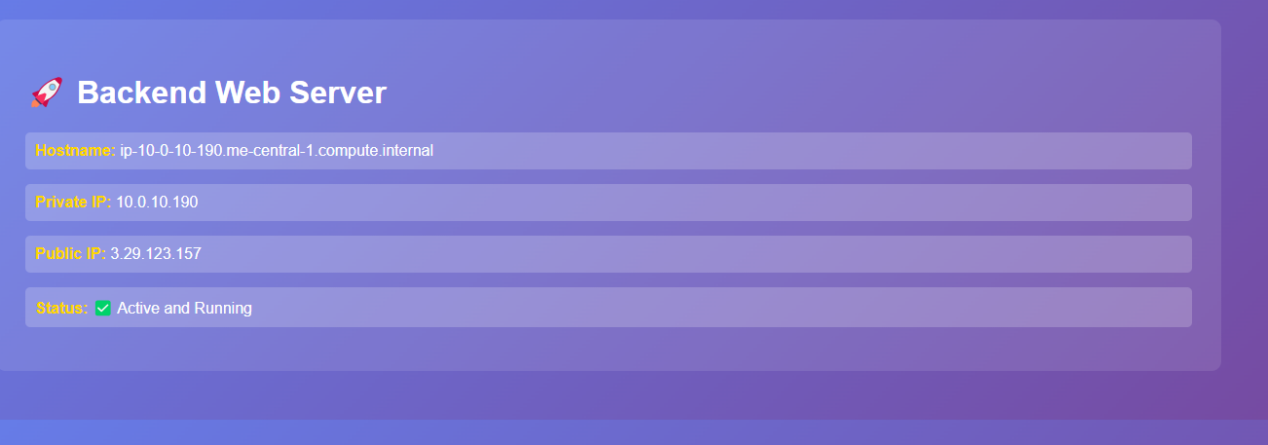 🚀 Backend Web Server
Hostname: ip-10-0-10-190.me-central-1.compute.internal
Private IP: 10.0.10.190
Public IP: 3.29.123.157
Status: ✅ Active and Running